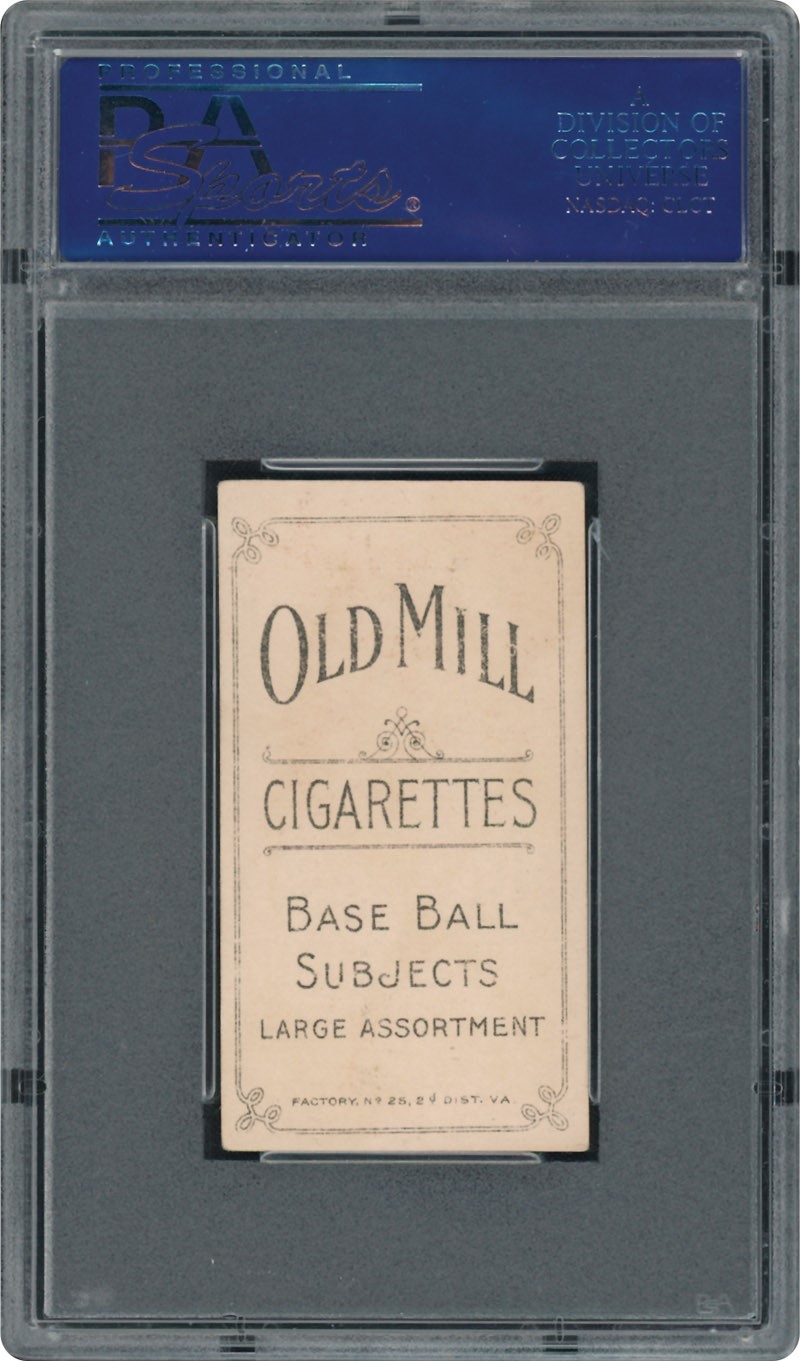 PROFESSIONAL
PSA
Sports®
AUTHENTICATOR
A
DIVISION OF
COLLECTORS
UNIVERSE
NASDAQ: CLCT
OLD MILL
CIGARETTES
BASE BALL
SUBJECTS
LARGE ASSORTMENT
FACTORY. Nº 25, 2d DIST. VA.
PSA